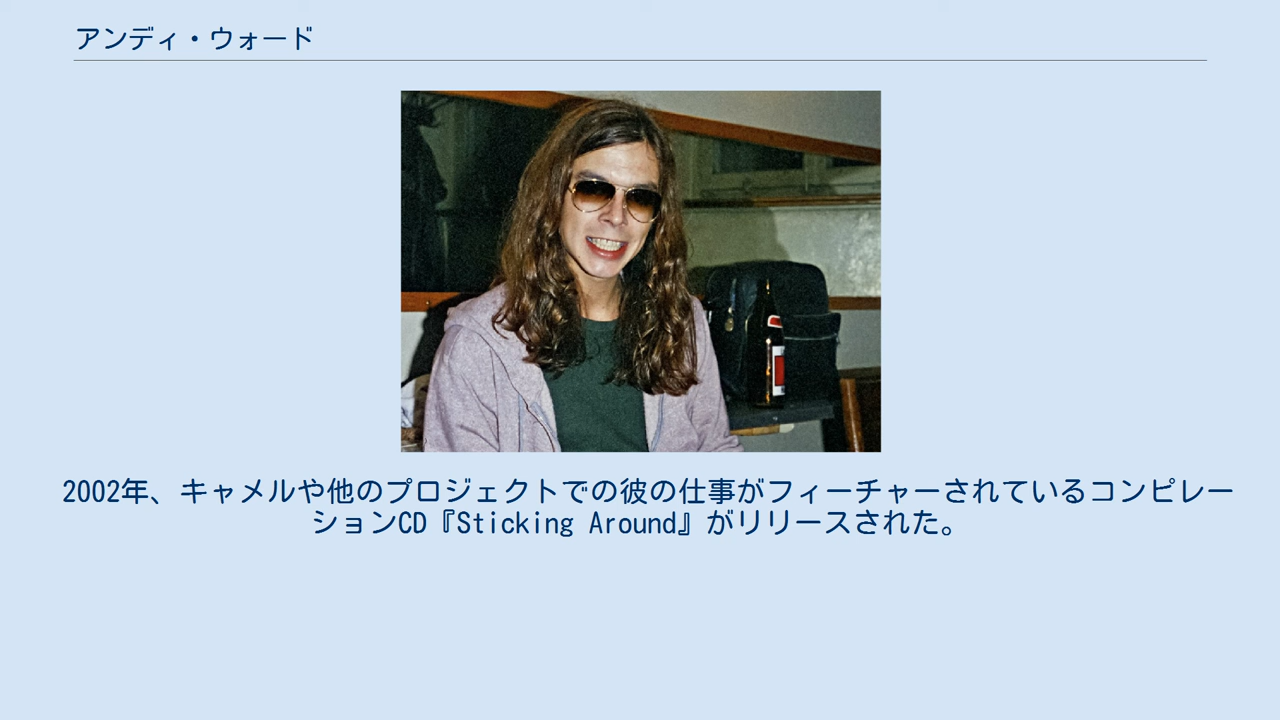 アンディ・ウォード
2002年、キャメルや他のプロジェクトでの彼の仕事がフィーチャーされているコンピレー
ションCD『Sticking Around』がリリースされた。